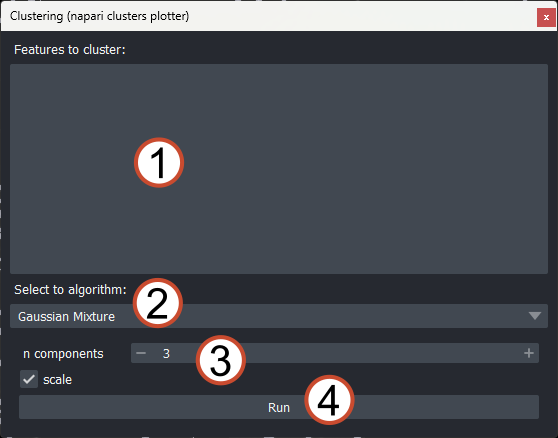 Clustering (napari clusters plotter)
x
Features to cluster:
1
Select to algorithm:
2
Gaussian Mixture
n components
− 3 +
3
scale
Run
4